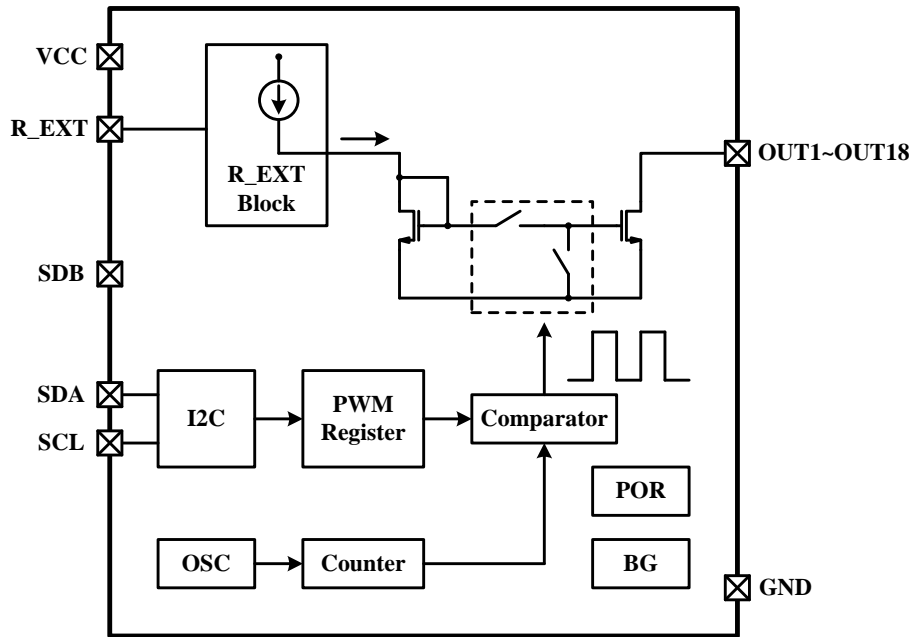 VCC
R_EXT
R_EXT
Block
OUT1~OUT18
SDB
SDA
SCL
I2C
PWM
Register
Comparator
POR
OSC
Counter
BG
GND